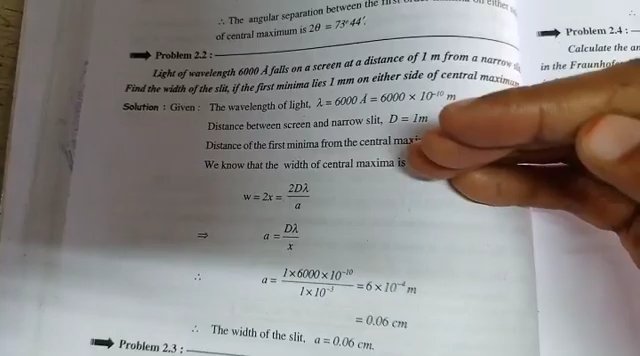 ∴ The angular separation between the first
of central maximum is 2θ = 73°44′.
Problem 2.2 :
Light of wavelength 6000 Å falls on a screen at a distance of 1 m from a narrow
Find the width of the slit, if the first minima lies 1 mm on either side of central maximum
Solution : Given : The wavelength of light, λ = 6000 Å = 6000 × 10⁻¹⁰ m
Distance between screen and narrow slit, D = 1m
Distance of the first minima from the central
We know that the width of central maxima is
w = 2x = 2Dλ / a
⇒ a = Dλ / x
∴ a = 1×6000×10⁻¹⁰ / 1×10⁻³ = 6×10⁻⁴ m
= 0.06 cm
∴ The width of the slit, a = 0.06 cm.
Problem 2.3 :
∴
Problem 2.4 :
Calculate the
in the